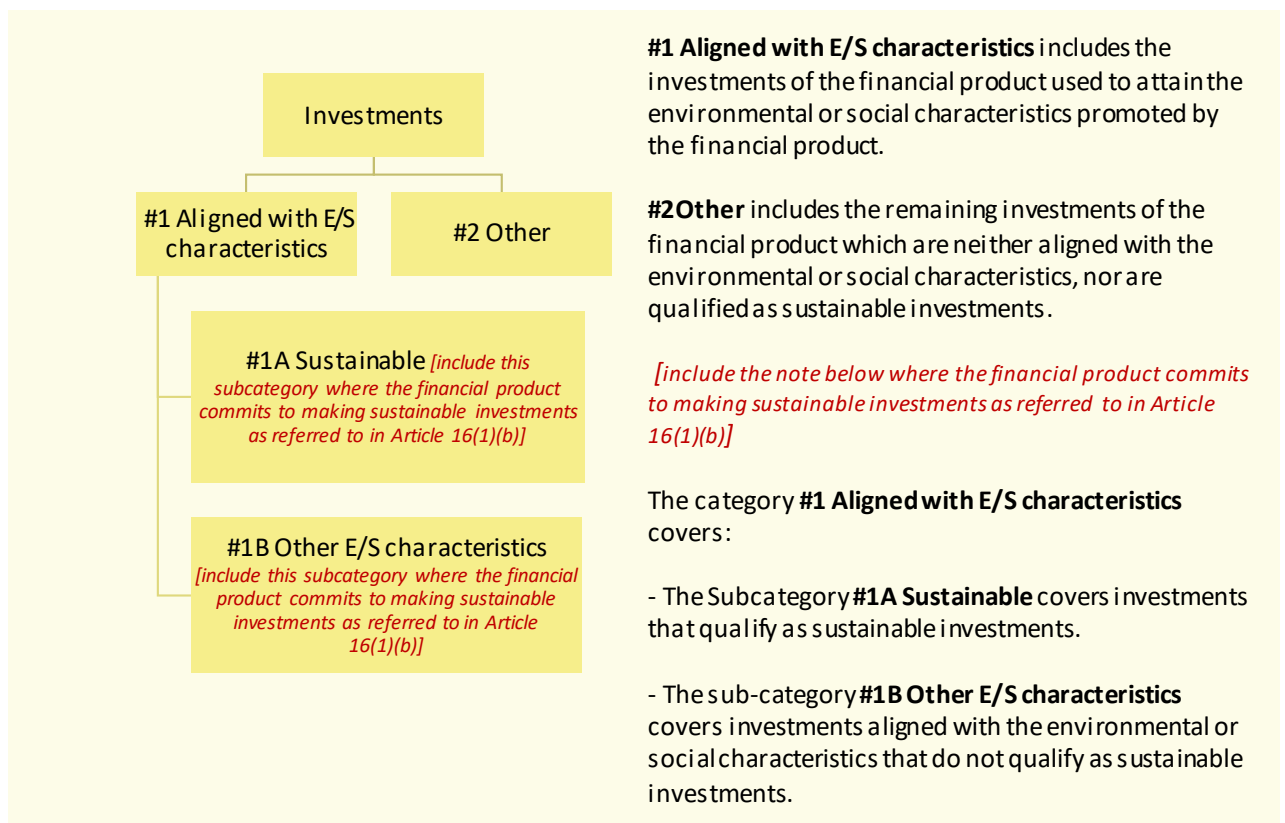 Investments
#1 Aligned with E/S
characteristics
#2 Other
#1A Sustainable [include this
subcategory where the financial product
commits to making sustainable investments
as referred to in Article 16(1)(b)]
#1B Other E/S characteristics
[include this subcategory where the financial
product commits to making sustainable
investments as referred to in Article
16(1)(b)]
#1 Aligned with E/S characteristics includes the
investments of the financial product used to attain the
environmental or social characteristics promoted by
the financial product.
#2Other includes the remaining investments of the
financial product which are neither aligned with the
environmental or social characteristics, nor are
qualified as sustainable investments.
[include the note below where the financial product commits
to making sustainable investments as referred to in Article
16(1)(b)]
The category #1 Aligned with E/S characteristics
covers:
- The Subcategory #1A Sustainable covers investments
that qualify as sustainable investments.
- The sub-category #1B Other E/S characteristics
covers investments aligned with the environmental or
social characteristics that do not qualify as sustainable
investments.